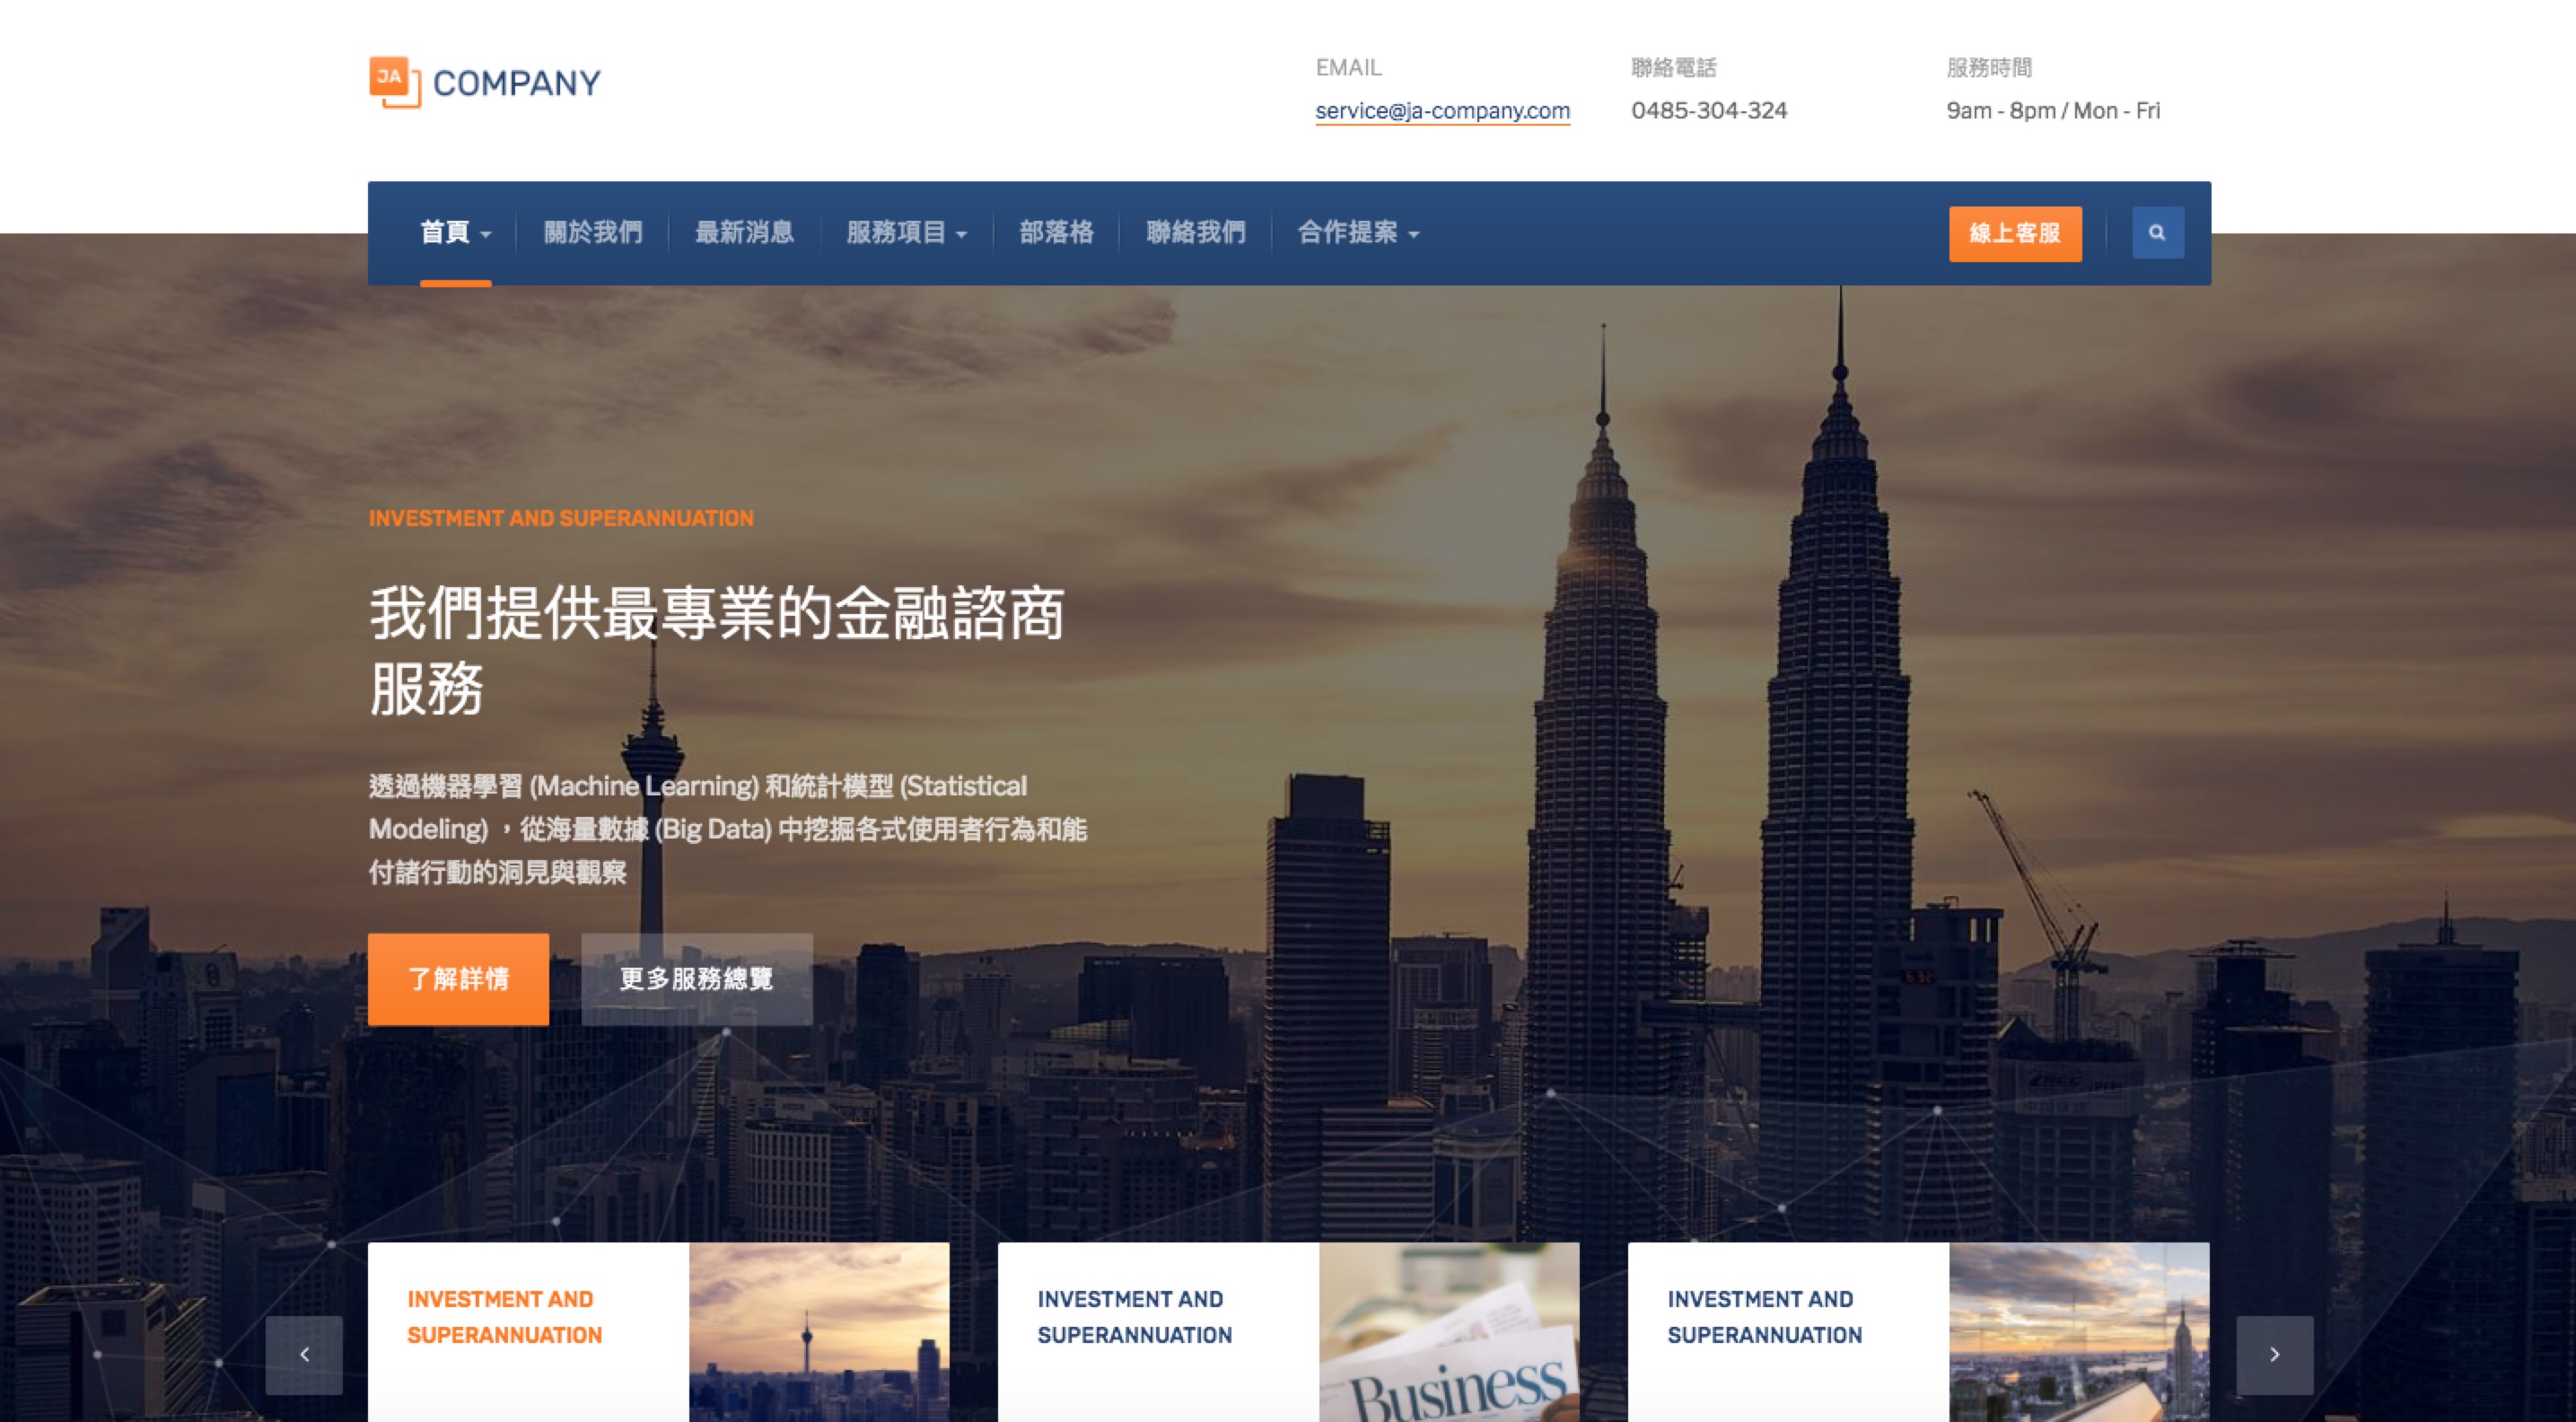 JA COMPANY
EMAIL
service@ja-company.com
聯絡電話
0485-304-324
服務時間
9am - 8pm / Mon - Fri
首頁
關於我們
最新消息
服務項目
部落格
聯絡我們
合作提案
線上客服
INVESTMENT AND SUPERANNUATION
我們提供最專業的金融諮商
服務
透過機器學習 (Machine Learning) 和統計模型 (Statistical
Modeling) ，從海量數據 (Big Data) 中挖掘各式使用者行為和能
付諸行動的洞見與觀察
了解詳情
更多服務總覽
INVESTMENT AND
SUPERANNUATION
INVESTMENT AND
SUPERANNUATION
Business
INVESTMENT AND
SUPERANNUATION